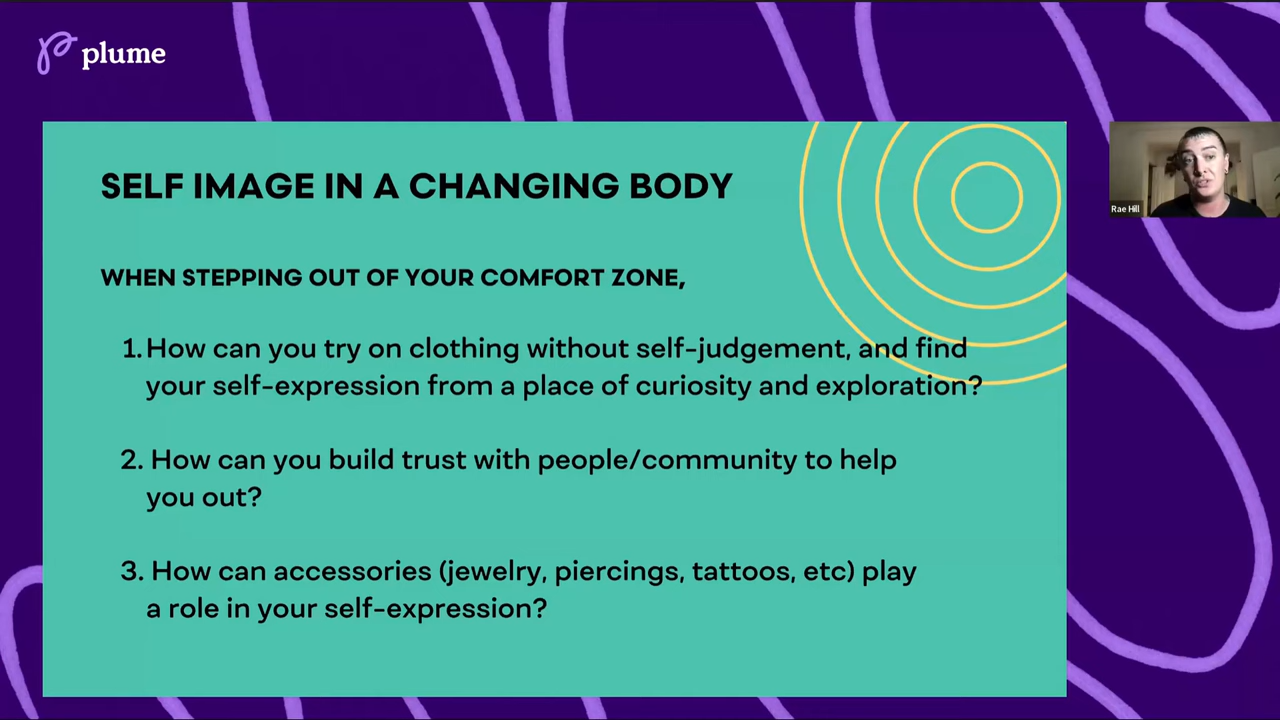 plume
SELF IMAGE IN A CHANGING BODY
WHEN STEPPING OUT OF YOUR COMFORT ZONE,
1. How can you try on clothing without self-judgement, and find
your self-expression from a place of curiosity and exploration?
2. How can you build trust with people/community to help
you out?
3. How can accessories (jewelry, piercings, tattoos, etc) play
a role in your self-expression?
Rae Hill